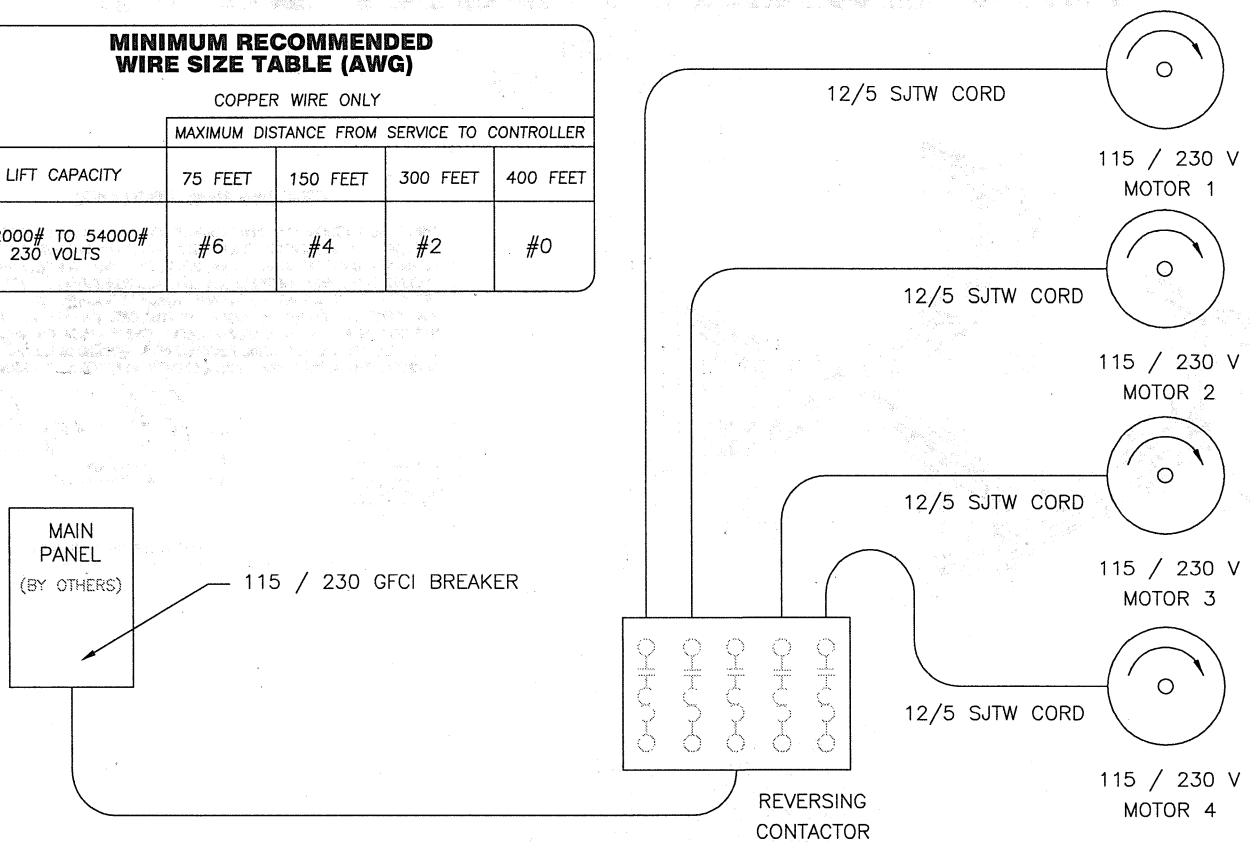 MINIMUM RECOMMENDED
WIRE SIZE TABLE (AWG)
COPPER WIRE ONLY
MAXIMUM DISTANCE FROM SERVICE TO CONTROLLER
LIFT CAPACITY
75 FEET
150 FEET
300 FEET
400 FEET
000# TO 54000#
230 VOLTS
#6
#4
#2
#0
12/5 SJTW CORD
115 / 230 V
MOTOR 1
12/5 SJTW CORD
115 / 230 V
MOTOR 2
12/5 SJTW CORD
115 / 230 V
MOTOR 3
12/5 SJTW CORD
115 / 230 V
MOTOR 4
MAIN
PANEL
(BY OTHERS)
115 / 230 GFCI BREAKER
REVERSING
CONTACTOR